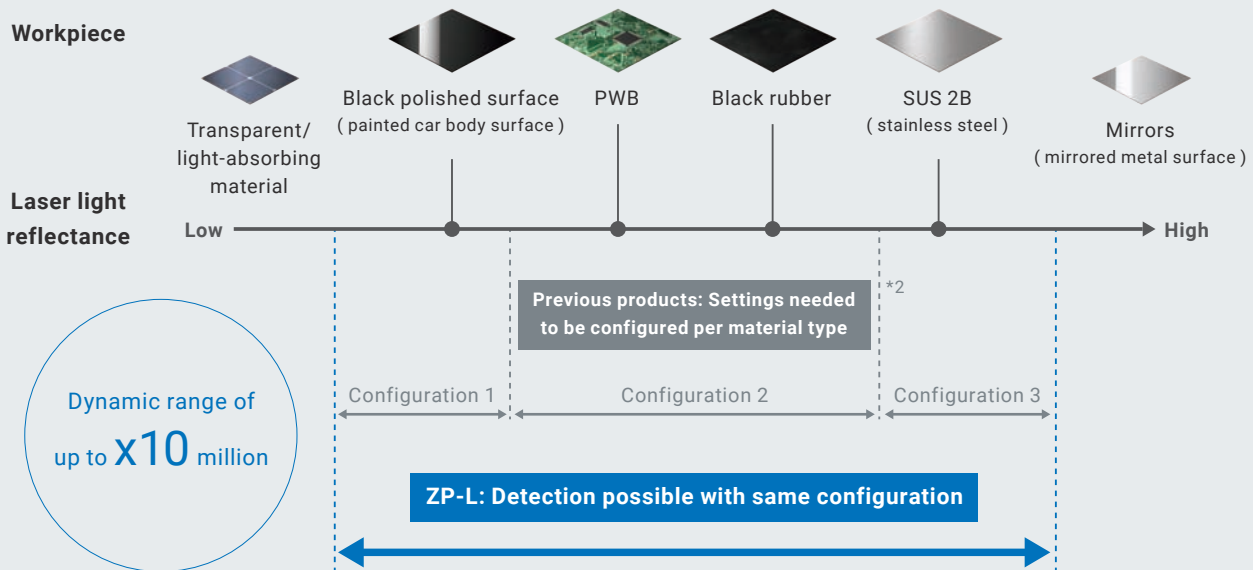 Workpiece
Transparent/
light-absorbing
material
Black polished surface
( painted car body surface )
PWB
Black rubber
SUS 2B
( stainless steel )
Mirrors
( mirrored metal surface )
Laser light
reflectance
Low
High
Previous products: Settings needed
to be configured per material type
*2
Configuration 1
Configuration 2
Configuration 3
Dynamic range of
up to x10 million
ZP-L: Detection possible with same configuration